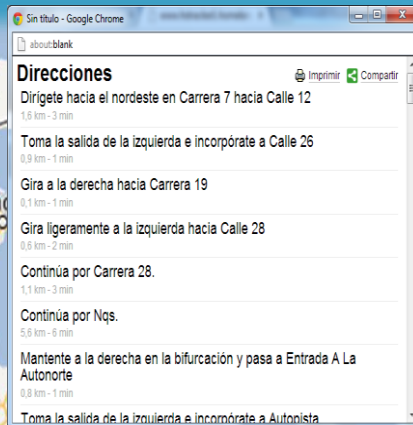 Sin título - Google Chrome
about:blank
Direcciones
Imprimir Compartir
Dirígete hacia el nordeste en Carrera 7 hacia Calle 12
1,6 km - 3 min
Toma la salida de la izquierda e incorpórate a Calle 26
0,9 km - 1 min
Gira a la derecha hacia Carrera 19
0,1 km - 1 min
Gira ligeramente a la izquierda hacia Calle 28
0,6 km - 2 min
Continúa por Carrera 28.
1,1 km - 3 min
Continúa por Nqs.
5,6 km - 6 min
Mantente a la derecha en la bifurcación y pasa a Entrada A La
Autonorte
0,8 km - 1 min
Toma la salida de la izquierda e incorpórate a Autopista